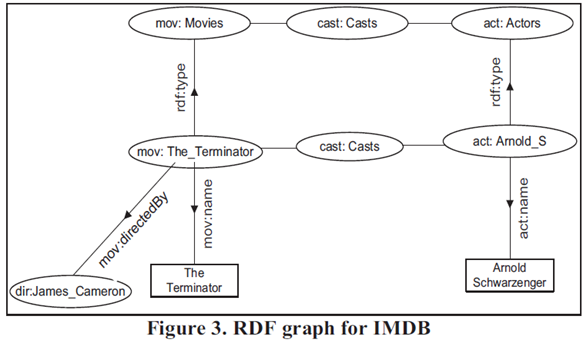 mov: Movies
cast: Casts
act: Actors
rdf:type
rdf:type
mov: The_Terminator
cast: Casts
act: Arnold_S
mov:directedBy
mov:name
act:name
dir:James_Cameron
The
Terminator
Arnold
Schwarzenger
Figure 3. RDF graph for IMDB